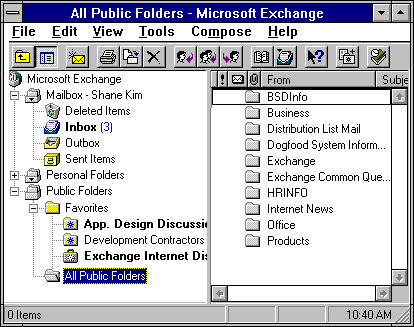 All Public Folders - Microsoft Exchange
File Edit View Tools Compose Help
Microsoft Exchange
Mailbox - Shane Kim
Deleted Items
Inbox (3)
Outbox
Sent Items
Personal Folders
Public Folders
Favorites
App. Design Discussio
Development Contractors
Exchange Internet Dis
All Public Folders
! From Subje
BSDInfo
Business
Distribution List Mail
Dogfood System Inform...
Exchange
Exchange Common Que...
HRINFO
Internet News
Office
Products
0 Items 10:40 AM